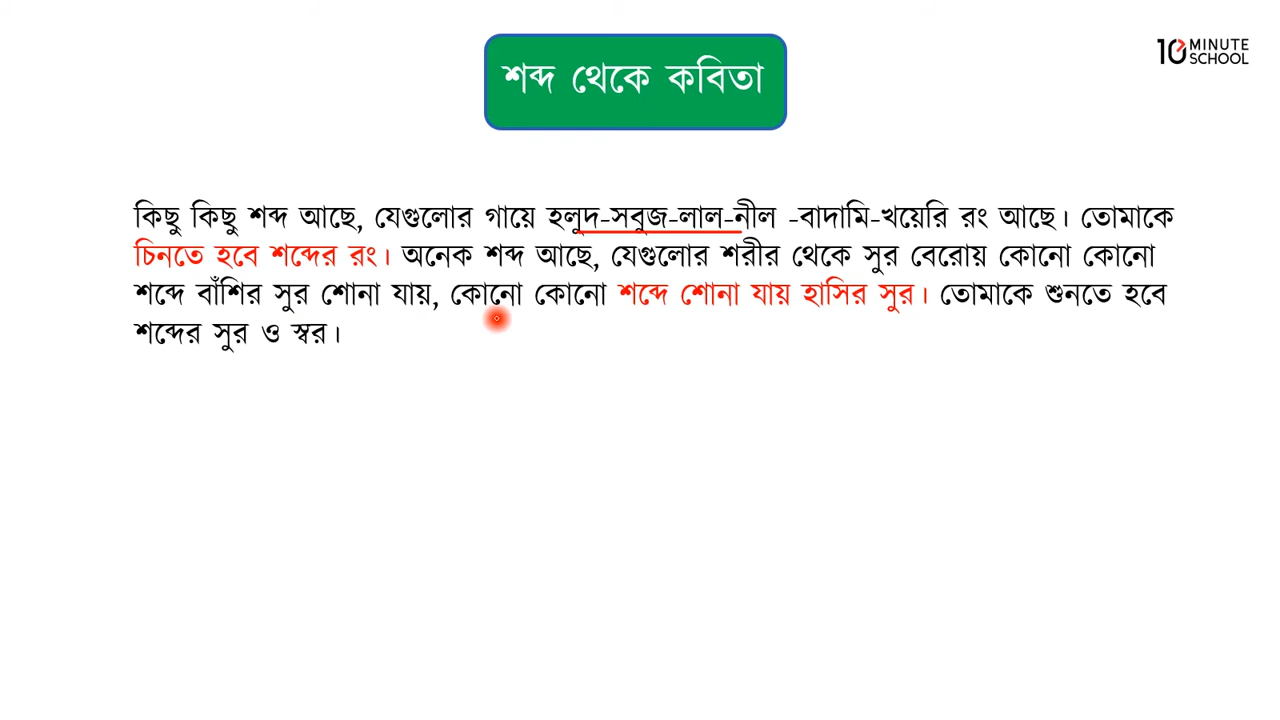 শব্দ থেকে কবিতা
10 MINUTE
SCHOOL
কিছু কিছু শব্দ আছে, যেগুলোর গায়ে হলুদ-সবুজ-লাল-নীল -বাদামি-খয়েরি রং আছে। তোমাকে
চিনতে হবে শব্দের রং। অনেক শব্দ আছে, যেগুলোর শরীর থেকে সুর বেরোয় কোনো কোনো
শব্দে বাঁশির সুর শোনা যায়, কোনো কোনো শব্দে শোনা যায় হাসির সুর। তোমাকে শুনতে হবে
শব্দের সুর ও স্বর।